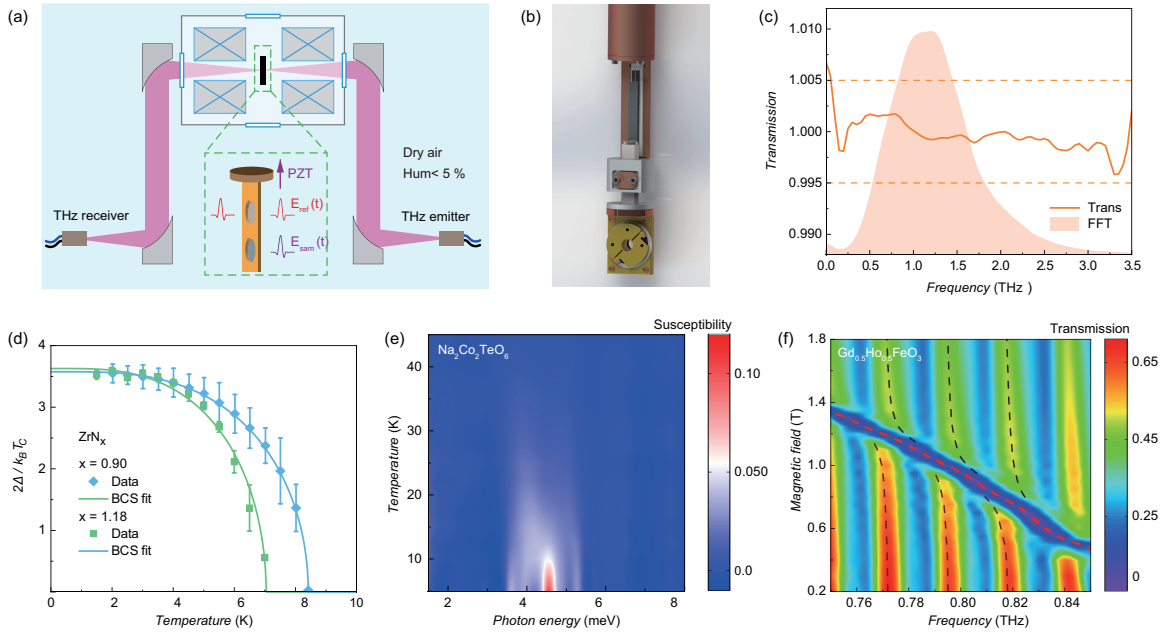 (a)
Dry air
Hum< 5 %
PZT
THz receiver
E_ref(t)
THz emitter
E_sam(t)
(b)
(c)
1.010
1.005
1.000
0.995
0.990
Transmission
Trans
FFT
0.0 0.5 1.0 1.5 2.0 2.5 3.0 3.5
Frequency (THz)
(d)
4
3
2
1
0
2Δ / k_B T_C
ZrN_x
x = 0.90
Data
BCS fit
x = 1.18
Data
BCS fit
0 2 4 6 8 10
Temperature (K)
(e)
Susceptibility
Na₂Co₂TeO₆
40
30
20
10
Temperature (K)
0.10
0.050
0.0
2 4 6 8
Photon energy (meV)
(f)
Transmission
Gd₀.₅Ho₀.₅FeO₃
1.8
1.4
1.0
0.6
0.2
Magnetic field (T)
0.65
0.45
0.25
0
0.76 0.78 0.80 0.82 0.84
Frequency (THz)